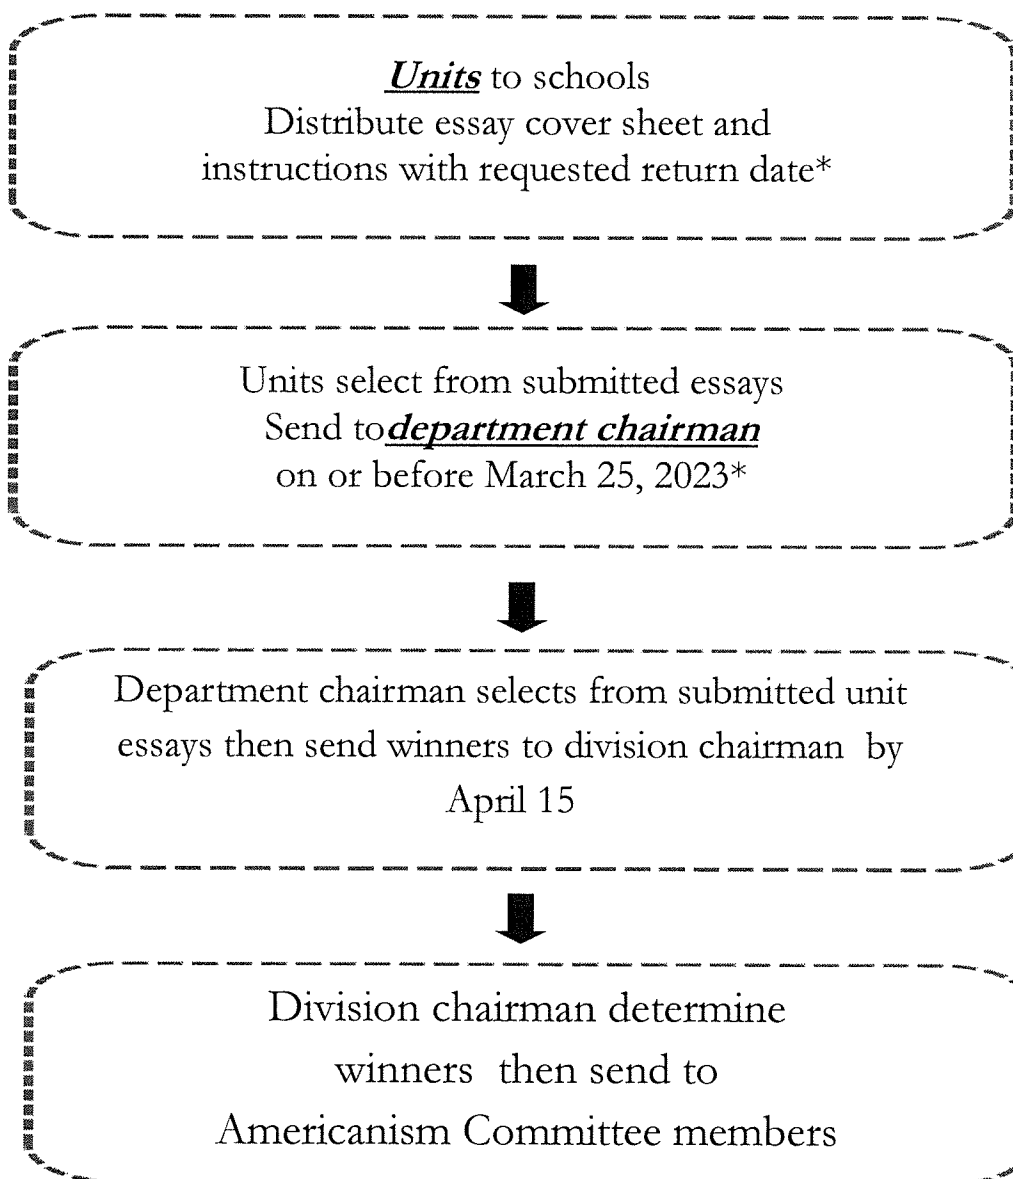 Units to schools
Distribute essay cover sheet and
instructions with requested return date*
Units select from submitted essays
Send to department chairman
on or before March 25, 2023*
Department chairman selects from submitted unit
essays then send winners to division chairman by
April 15
Division chairman determine
winners then send to
Americanism Committee members